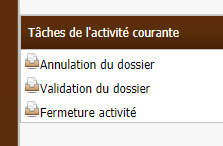 Tâches de l'activité courante
Annulation du dossier
Validation du dossier
Fermeture activité